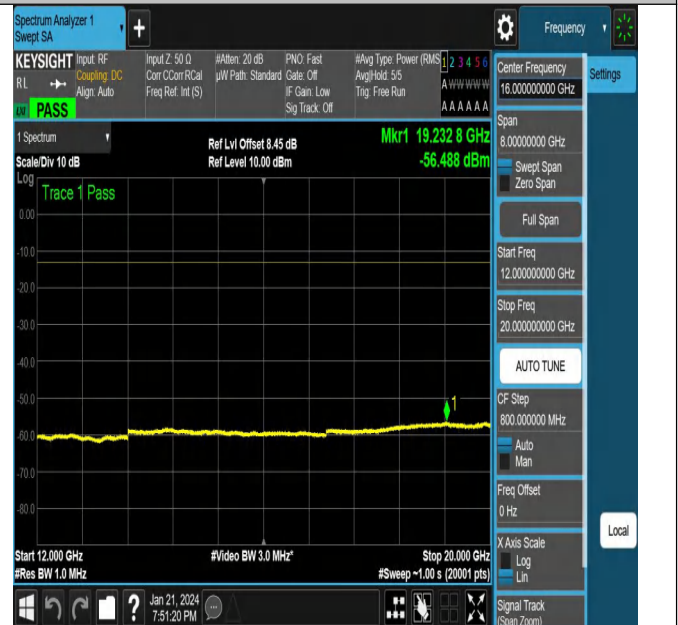 Spectrum Analyzer 1
Swept SA
+
Frequency
KEYSIGHT Input: RF Input Z: 50 Ω #Atten: 20 dB PNO: Fast #Avg Type: Power (RMS 1 2 3 4 5 6
RL Coupling: DC Corr CCorr RCal µW Path: Standard Gate: Off Avg|Hold: 5/5 A W W W W W
Align: Auto Freq Ref: Int (S) IF Gain: Low Trig: Free Run
Sig Track: Off A A A A A A
LXI PASS
1 Spectrum
Ref Lvl Offset 8.45 dB
Mkr1 19.232 8 GHz
Scale/Div 10 dB
Ref Level 10.00 dBm
-56.488 dBm
Log
Trace 1 Pass
0.00
-10.0
-20.0
-30.0
-40.0
-50.0
1
-60.0
-70.0
-80.0
Start 12.000 GHz #Video BW 3.0 MHz* Stop 20.000 GHz
#Res BW 1.0 MHz #Sweep ~1.00 s (20001 pts)
Jan 21, 2024
7:51:20 PM
?
Center Frequency
16.00000000 GHz
Settings
Span
8.00000000 GHz
Swept Span
Zero Span
Full Span
Start Freq
12.000000000 GHz
Stop Freq
20.000000000 GHz
AUTO TUNE
CF Step
800.000000 MHz
Auto
Man
Freq Offset
0 Hz
Local
X Axis Scale
Log
Lin
Signal Track
(Span Zoom)